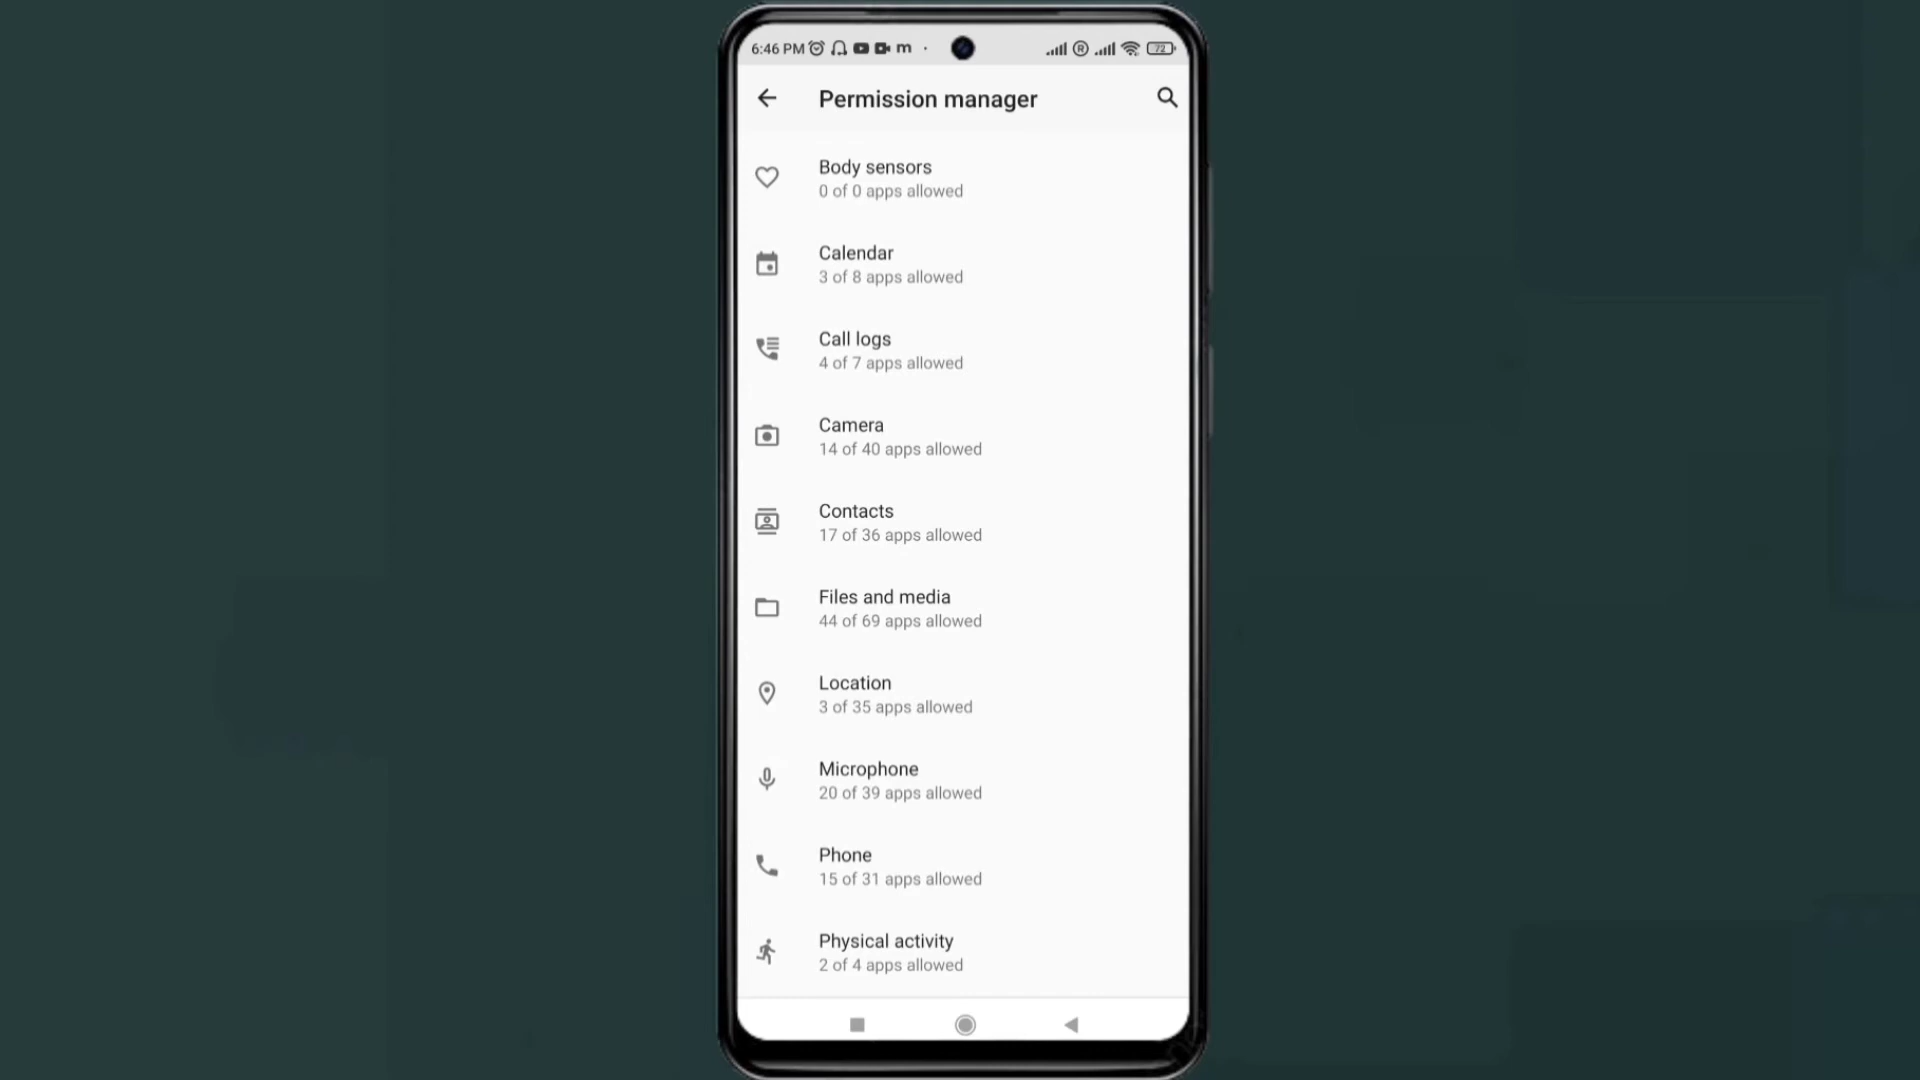 6:46 PM m R 72
Permission manager
Body sensors
0 of 0 apps allowed
Calendar
3 of 8 apps allowed
Call logs
4 of 7 apps allowed
Camera
14 of 40 apps allowed
Contacts
17 of 36 apps allowed
Files and media
44 of 69 apps allowed
Location
3 of 35 apps allowed
Microphone
20 of 39 apps allowed
Phone
15 of 31 apps allowed
Physical activity
2 of 4 apps allowed